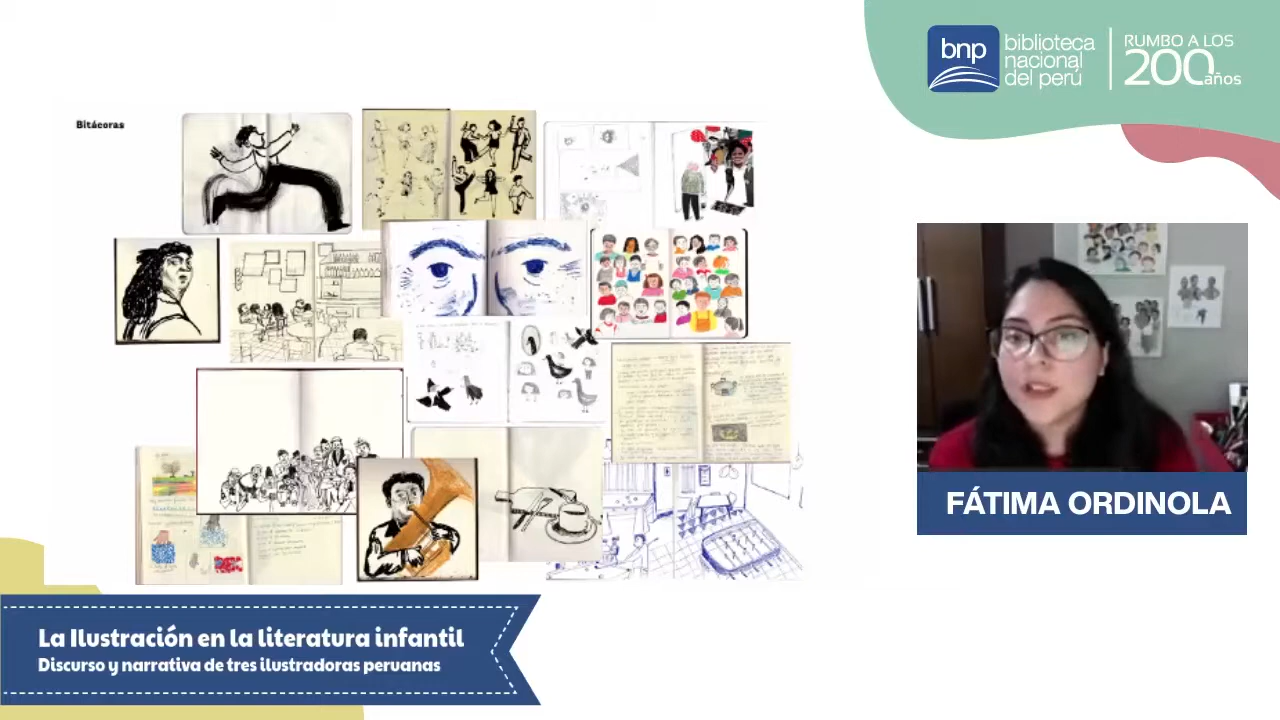 bnp
biblioteca
nacional
del perú
RUMBO A LOS
200 años
Bitácoras
FÁTIMA ORDINOLA
La Ilustración en la literatura infantil
Discurso y narrativa de tres ilustradoras peruanas